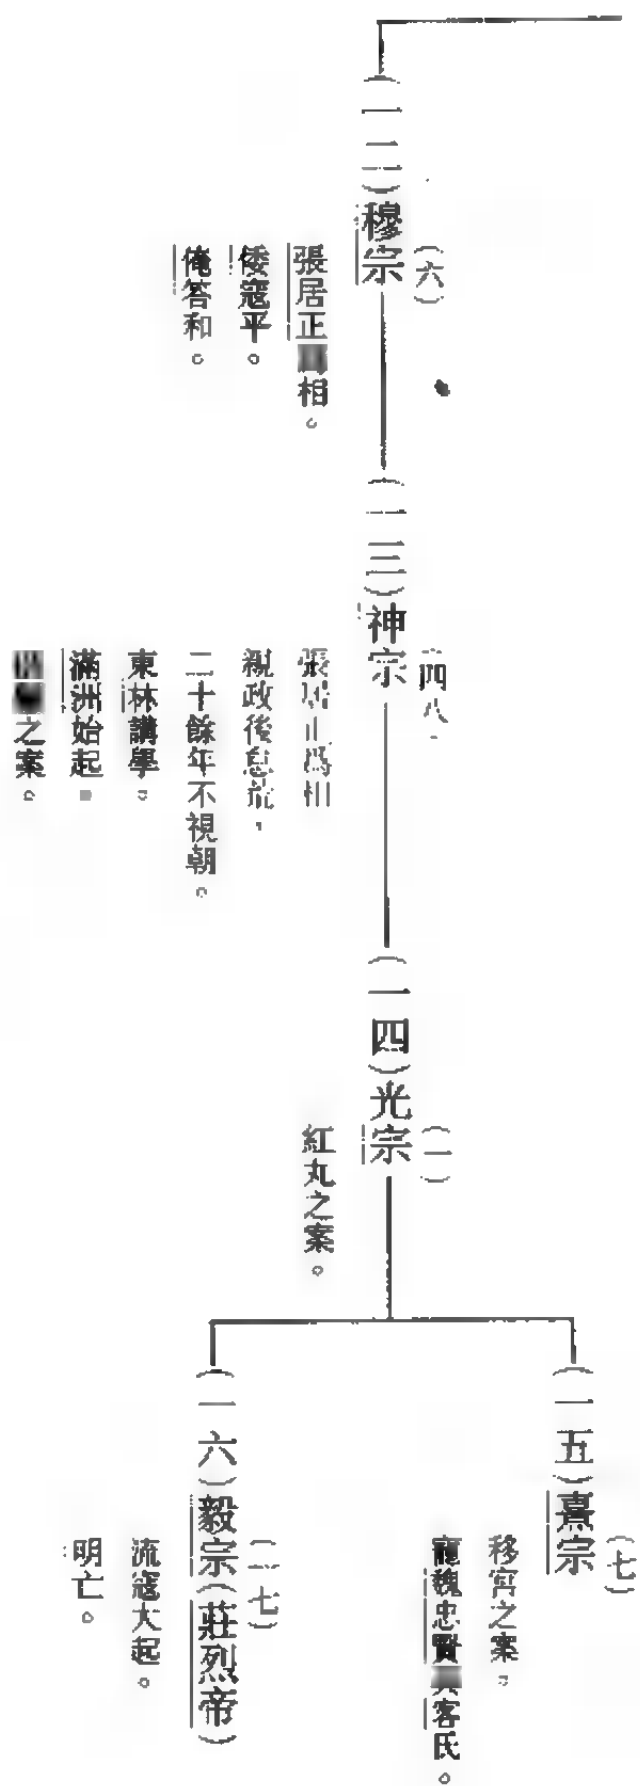 （一二）穆宗
（六）
張居正爲相。
倭寇平。
俺答和。
（一三）神宗
（四八）
張居正爲相
親政後怠荒，
二十餘年不視朝。
東林講學。
滿洲始起。
之案。
（一四）光宗
（一）
紅丸之案。
（一五）熹宗
（七）
移宮之案。
寵魏忠賢與客氏。
（一六）毅宗（莊烈帝）
（一七）
流寇大起。
明亡。